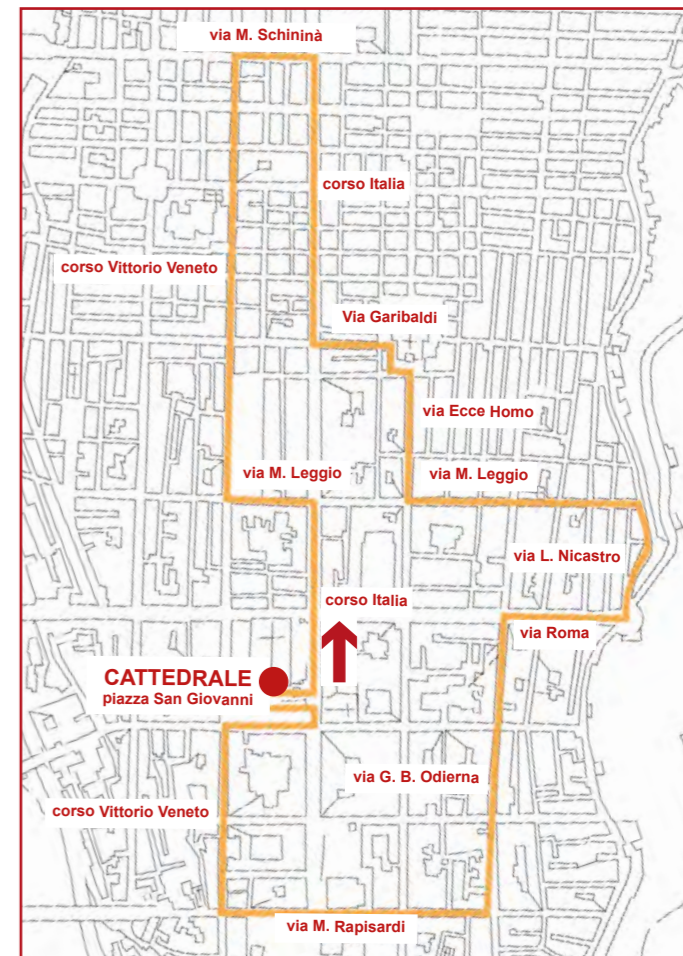 via M. Schininà
corso Italia
corso Vittorio Veneto
Via Garibaldi
via Ecce Homo
via M. Leggio
via M. Leggio
via L. Nicastro
corso Italia
via Roma
CATTEDRALE
piazza San Giovanni
via G. B. Odierna
corso Vittorio Veneto
via M. Rapisardi